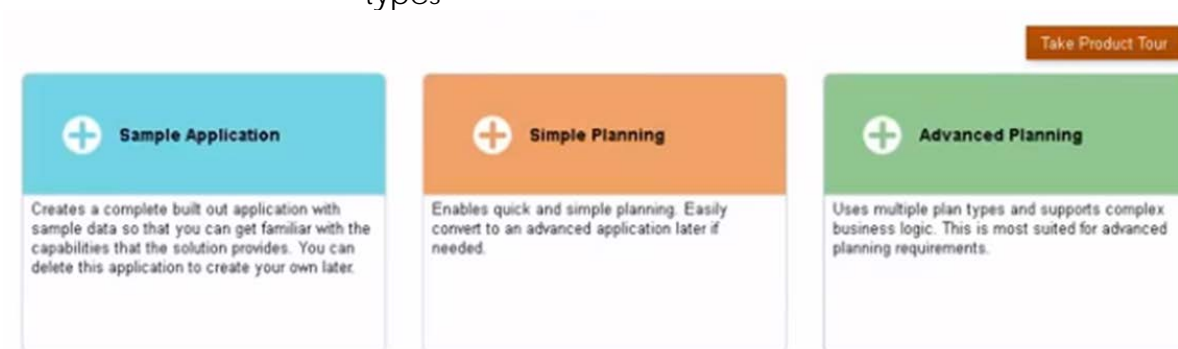 types
Take Product Tour
Sample Application
Creates a complete built out application with
sample data so that you can get familiar with the
capabilities that the solution provides. You can
delete this application to create your own later.
Simple Planning
Enables quick and simple planning. Easily
convert to an advanced application later if
needed.
Advanced Planning
Uses multiple plan types and supports complex
business logic. This is most suited for advanced
planning requirements.